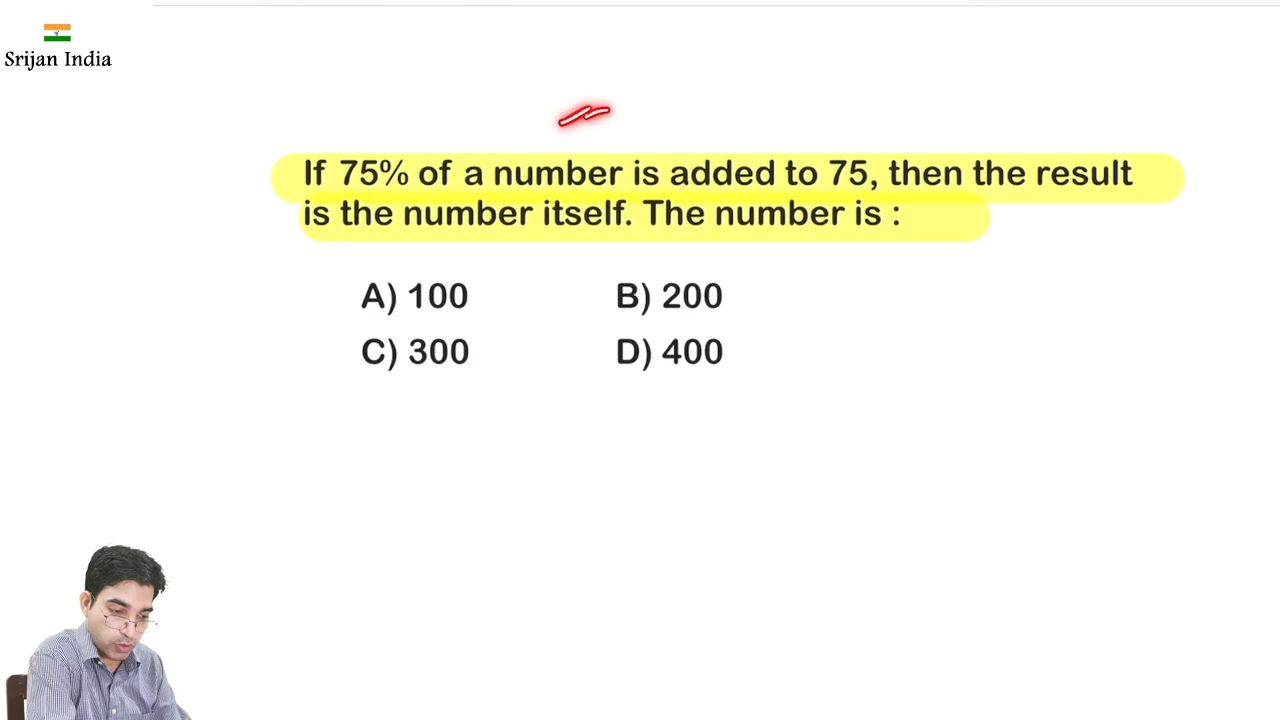 Srijan India
If 75% of a number is added to 75, then the result
is the number itself. The number is :
A) 100 B) 200
C) 300 D) 400